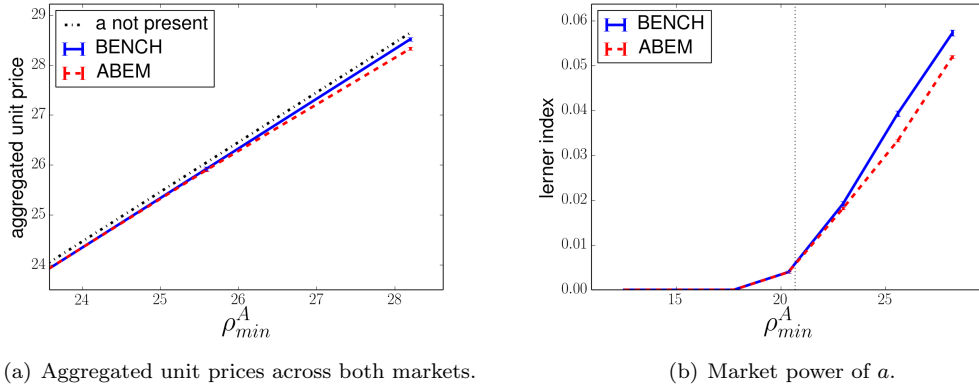 a not present
BENCH
ABEM
aggregated unit price
29
28
27
26
25
24
24 25 26 27 28
ρ^A_min
(a) Aggregated unit prices across both markets.
BENCH
ABEM
lerner index
0.06
0.05
0.04
0.03
0.02
0.01
0.00
15 20 25
ρ^A_min
(b) Market power of a.